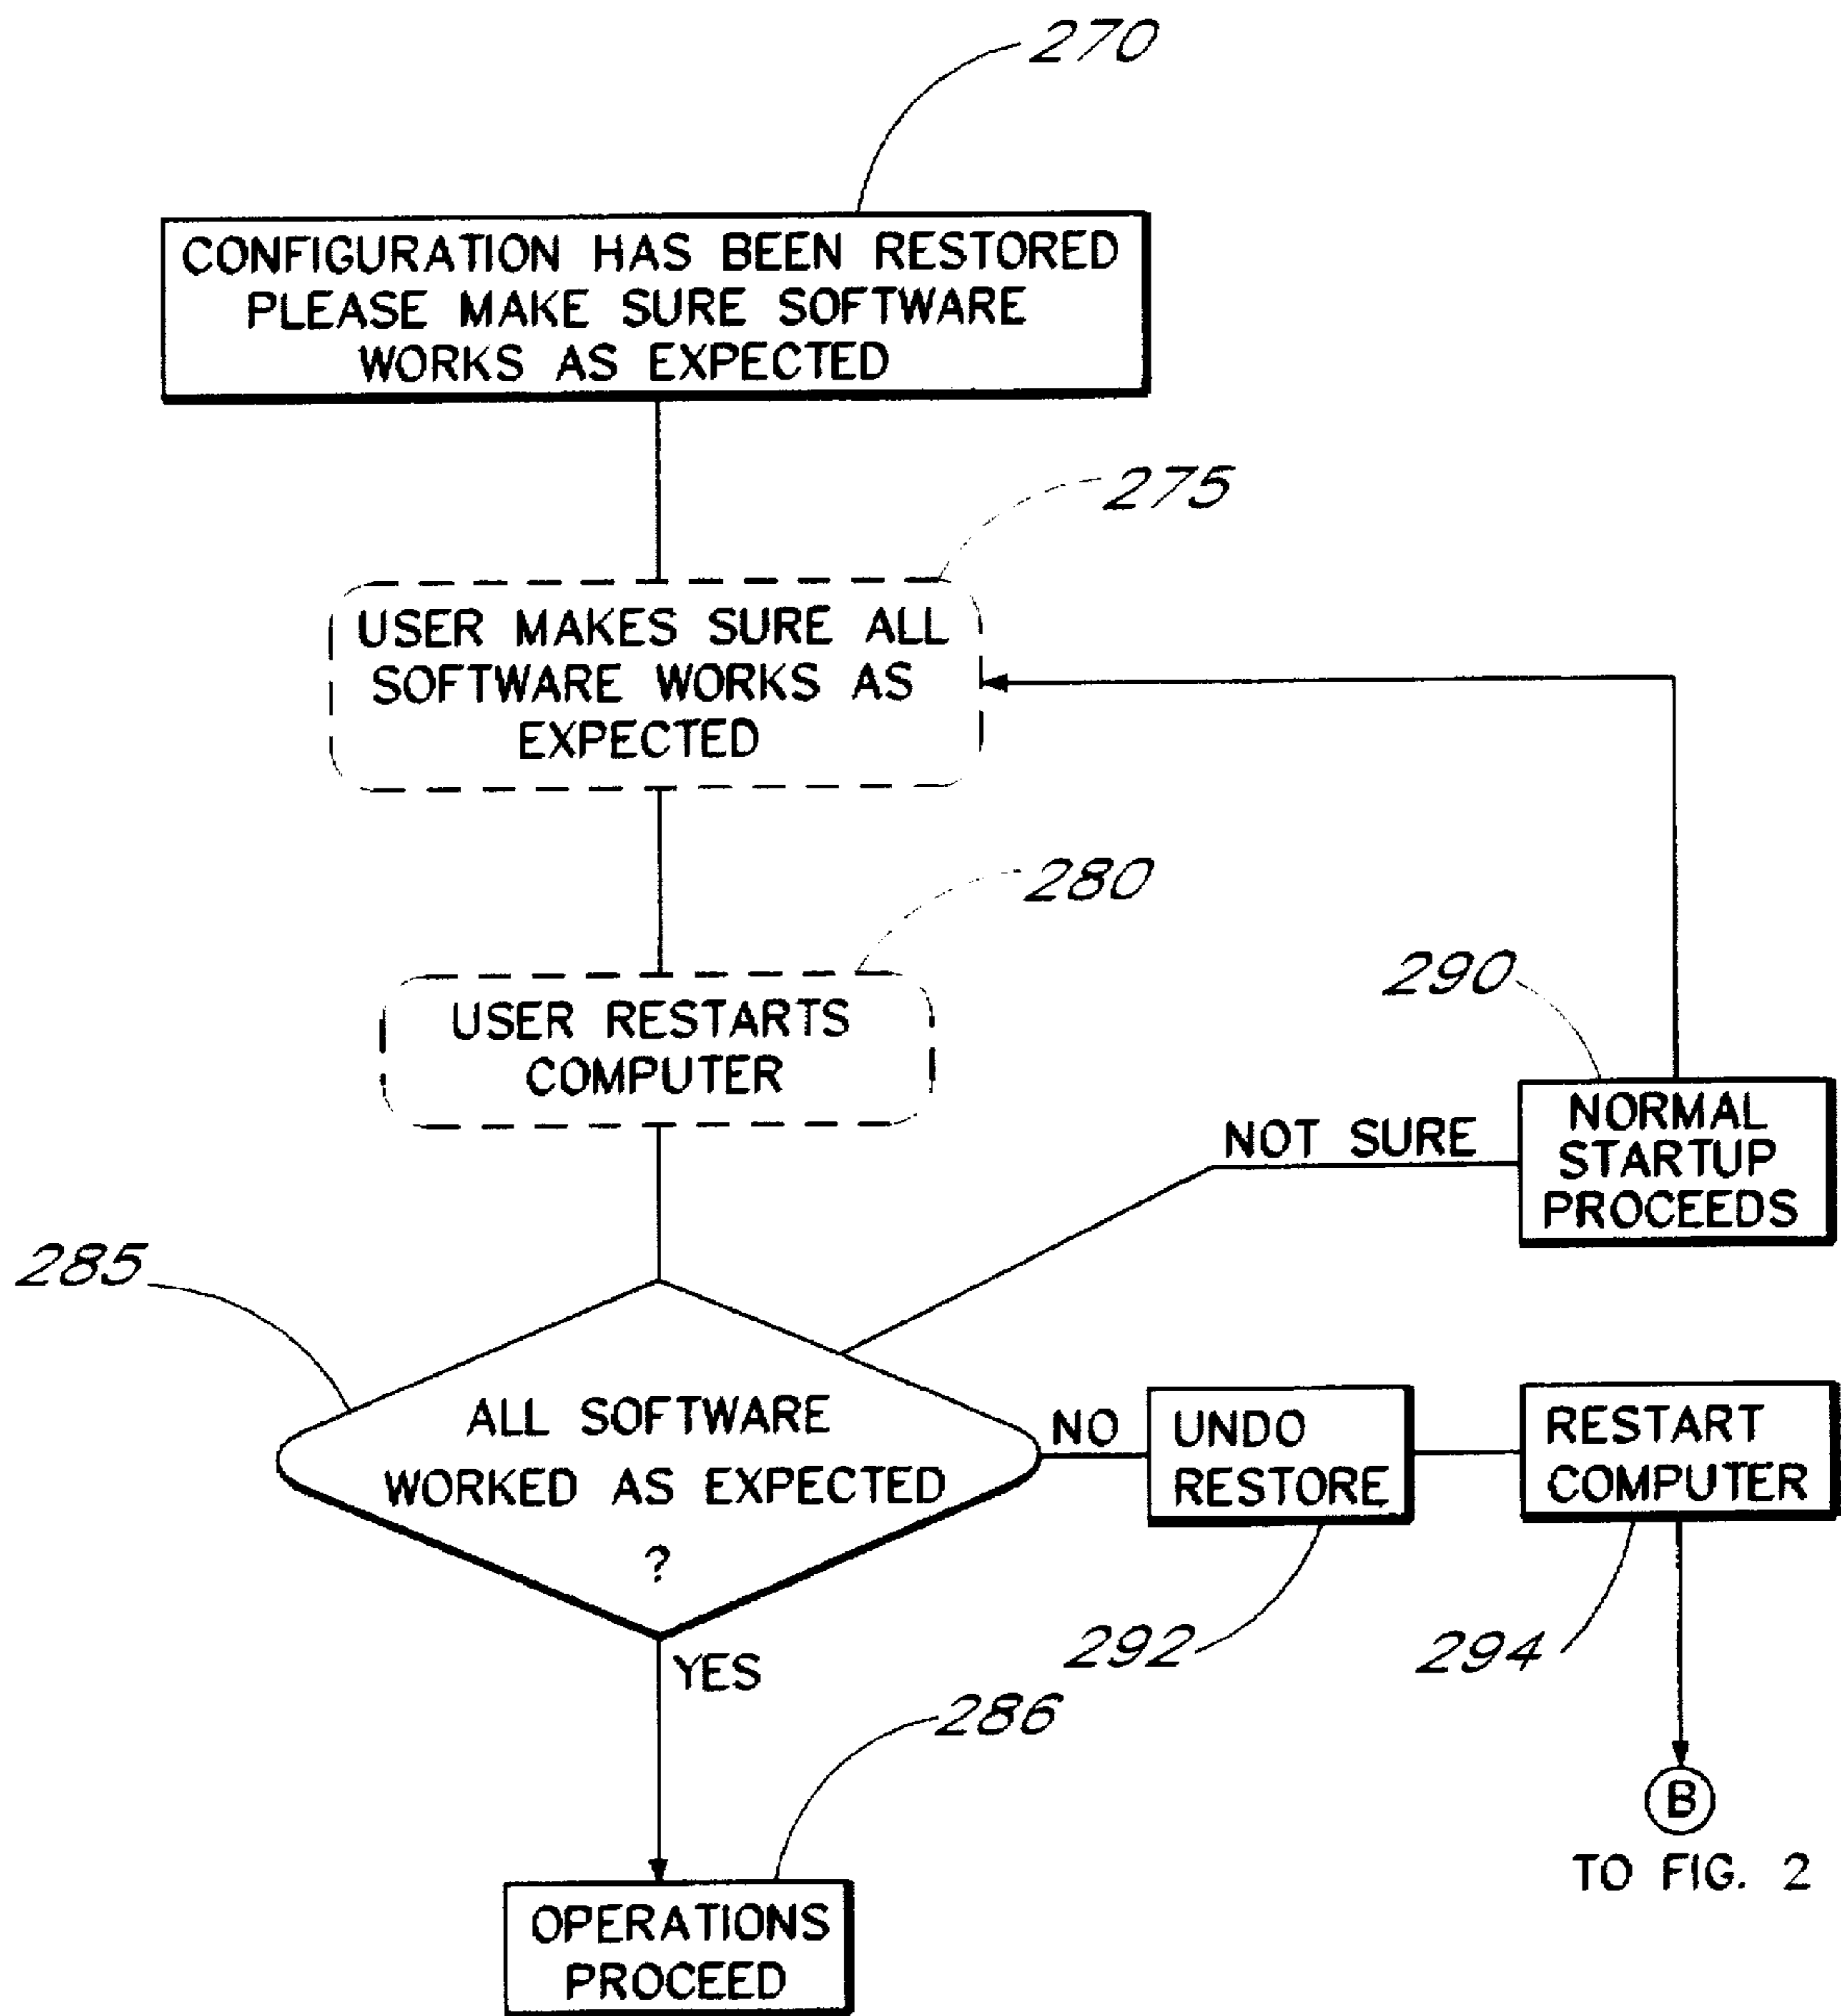 270
CONFIGURATION HAS BEEN RESTORED
PLEASE MAKE SURE SOFTWARE
WORKS AS EXPECTED
275
USER MAKES SURE ALL
SOFTWARE WORKS AS
EXPECTED
280
USER RESTARTS
COMPUTER
290
NORMAL
STARTUP
PROCEEDS
NOT SURE
285
ALL SOFTWARE
WORKED AS EXPECTED
?
NO
UNDO
RESTORE
292
RESTART
COMPUTER
294
YES
286
OPERATIONS
PROCEED
B
TO FIG. 2